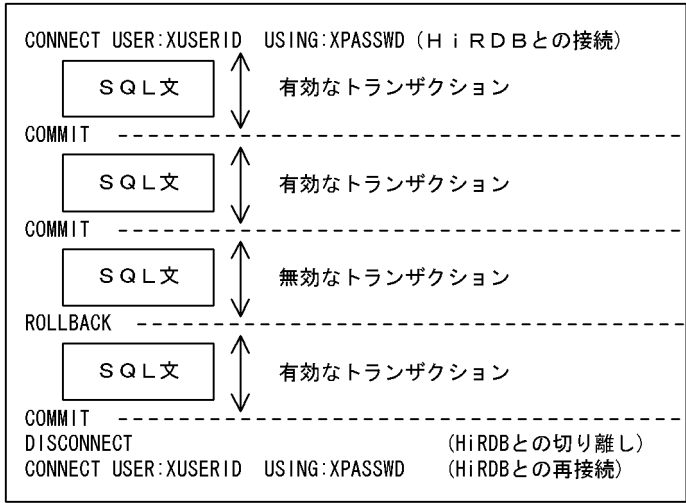 CONNECT USER:XUSERID USING:XPASSWD(HiRDBとの接続)
SQL文 有効なトランザクション
COMMIT
SQL文 有効なトランザクション
COMMIT
SQL文 無効なトランザクション
ROLLBACK
SQL文 有効なトランザクション
COMMIT
DISCONNECT (HiRDBとの切り離し)
CONNECT USER:XUSERID USING:XPASSWD (HiRDBとの再接続)